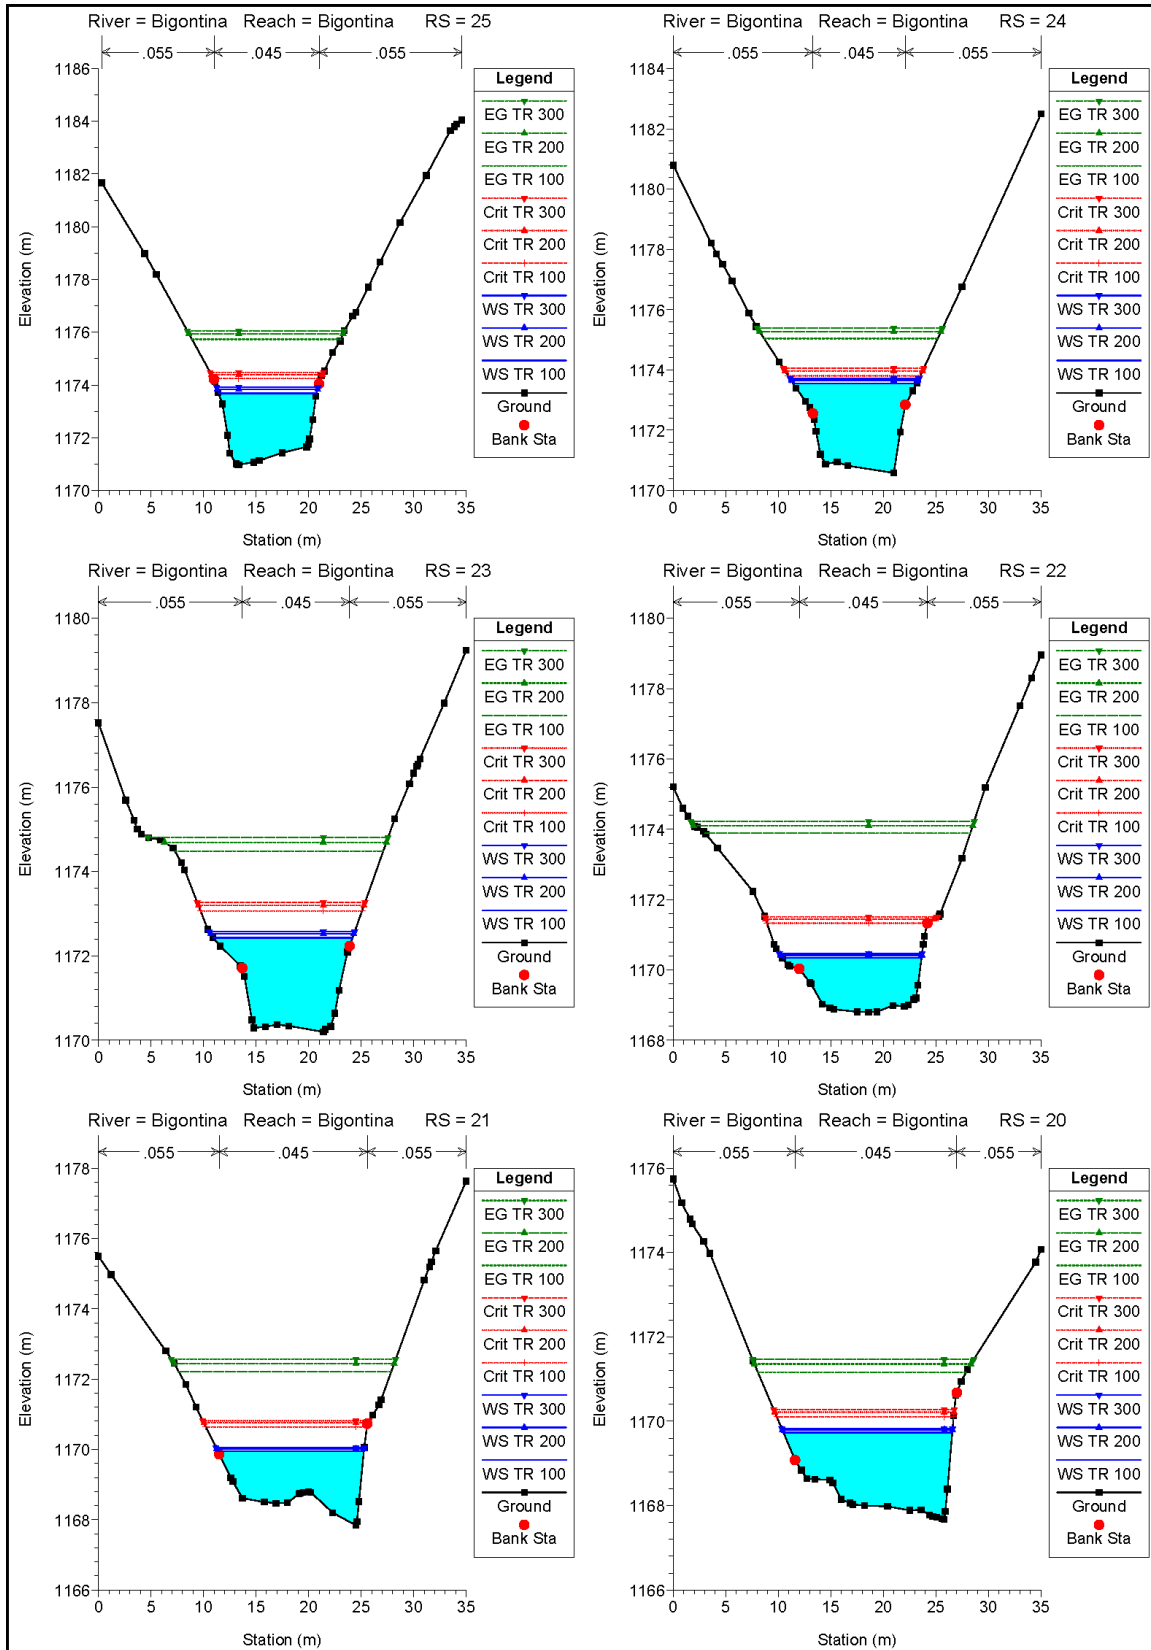 River = Bigontina Reach = Bigontina RS = 25
.055 .045 .055
Elevation (m)
1186
1184
1182
1180
1178
1176
1174
1172
1170
0 5 10 15 20 25 30 35
Station (m)
Legend
EG TR 300
EG TR 200
EG TR 100
Crit TR 300
Crit TR 200
Crit TR 100
WS TR 300
WS TR 200
WS TR 100
Ground
Bank Sta
River = Bigontina Reach = Bigontina RS = 24
.055 .045 .055
Elevation (m)
1184
1182
1180
1178
1176
1174
1172
1170
0 5 10 15 20 25 30 35
Station (m)
Legend
EG TR 300
EG TR 200
EG TR 100
Crit TR 300
Crit TR 200
Crit TR 100
WS TR 300
WS TR 200
WS TR 100
Ground
Bank Sta
River = Bigontina Reach = Bigontina RS = 23
.055 .045 .055
Elevation (m)
1180
1178
1176
1174
1172
1170
0 5 10 15 20 25 30 35
Station (m)
Legend
EG TR 300
EG TR 200
EG TR 100
Crit TR 300
Crit TR 200
Crit TR 100
WS TR 300
WS TR 200
WS TR 100
Ground
Bank Sta
River = Bigontina Reach = Bigontina RS = 22
.055 .045 .055
Elevation (m)
1180
1178
1176
1174
1172
1170
1168
0 5 10 15 20 25 30 35
Station (m)
Legend
EG TR 300
EG TR 200
EG TR 100
Crit TR 300
Crit TR 200
Crit TR 100
WS TR 300
WS TR 200
WS TR 100
Ground
Bank Sta
River = Bigontina Reach = Bigontina RS = 21
.055 .045 .055
Elevation (m)
1178
1176
1174
1172
1170
1168
1166
0 5 10 15 20 25 30 35
Station (m)
Legend
EG TR 300
EG TR 200
EG TR 100
Crit TR 300
Crit TR 200
Crit TR 100
WS TR 300
WS TR 200
WS TR 100
Ground
Bank Sta
River = Bigontina Reach = Bigontina RS = 20
.055 .045 .055
Elevation (m)
1176
1174
1172
1170
1168
1166
0 5 10 15 20 25 30 35
Station (m)
Legend
EG TR 300
EG TR 200
EG TR 100
Crit TR 300
Crit TR 200
Crit TR 100
WS TR 300
WS TR 200
WS TR 100
Ground
Bank Sta